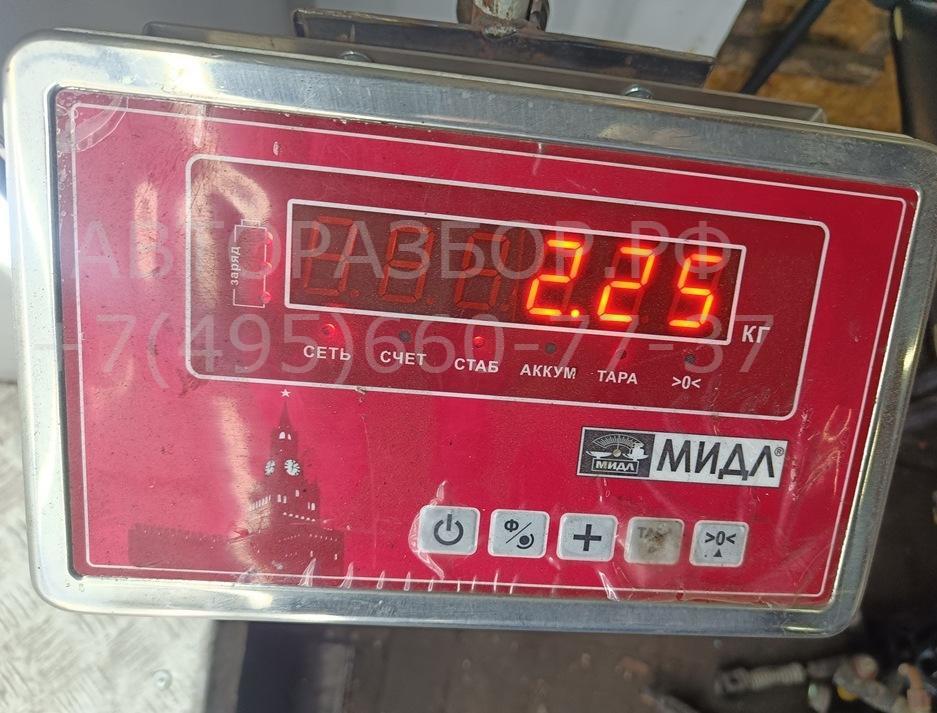 АВТОРАЗБОР.РФ
+7(495)660-77-37
заряд
2.25
КГ
СЕТЬ СЧЕТ СТАБ АККУМ ТАРА >0<
МИДЛ МИДЛ®
Ф + >0<